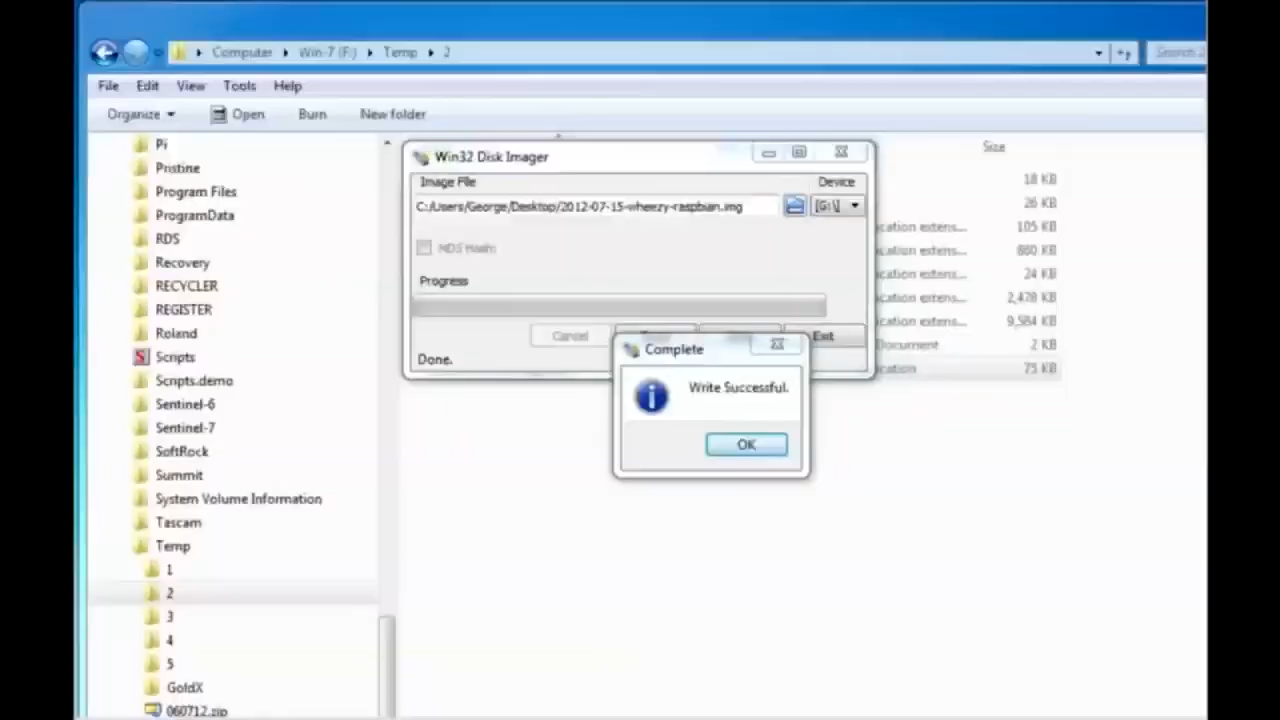 Computer Win-7 (F:) Temp 2
File Edit View Tools Help
Organize Open Burn New folder
Pi
Pristine
Program Files
ProgramData
RDS
Recovery
RECYCLER
REGISTER
Roland
Scripts
Scripts.demo
Sentinel-6
Sentinel-7
SoftRock
Summit
System Volume Information
Tascam
Temp
1
2
3
4
5
GoldX
060712.zip
Win32 Disk Imager
Image File Device
C:/Users/George/Desktop/2012-07-15-wheezy-raspbian.img [G:\]
MD5 Hash:
Progress
Cancel Exit
Done.
Complete
Write Successful.
OK
Size
18 KB
26 KB
cation extens... 105 KB
cation extens... 860 KB
cation extens... 24 KB
cation extens... 2,478 KB
cation extens... 9,584 KB
Document 2 KB
cation 75 KB